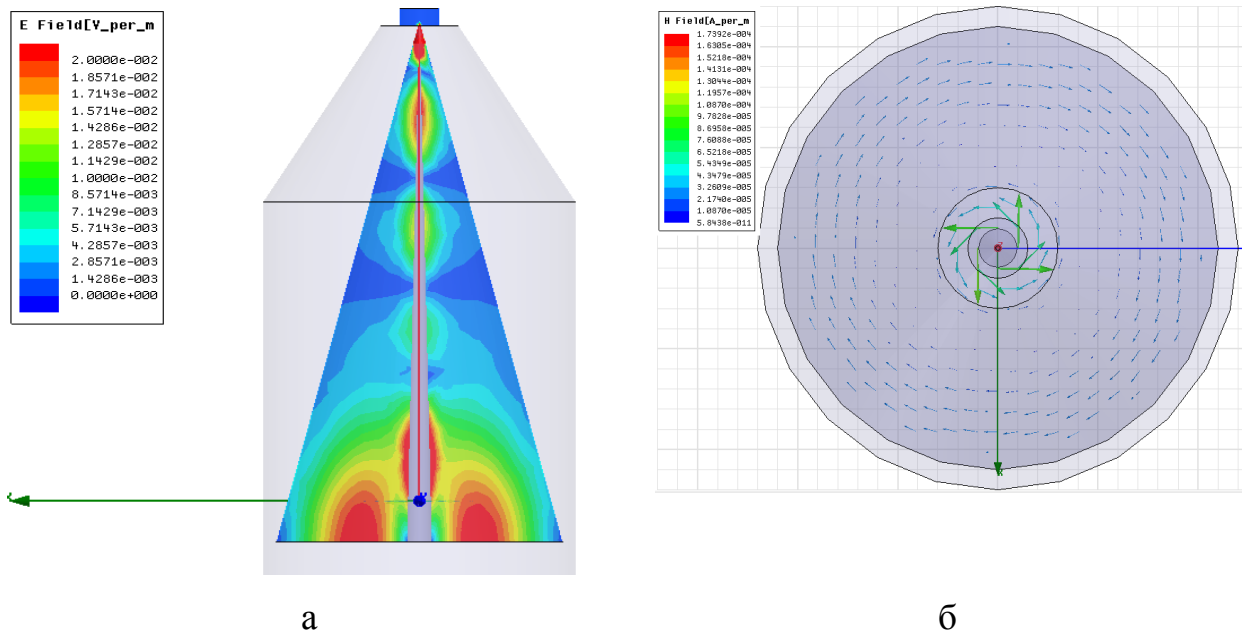 E Field[V_per_m
2.0000e-002
1.8571e-002
1.7143e-002
1.5714e-002
1.4286e-002
1.2857e-002
1.1429e-002
1.0000e-002
8.5714e-003
7.1429e-003
5.7143e-003
4.2857e-003
2.8571e-003
1.4286e-003
0.0000e+000
H Field[A_per_m
1.7392e-004
1.6305e-004
1.5218e-004
1.4131e-004
1.3044e-004
1.1957e-004
1.0870e-004
9.7828e-005
8.6958e-005
7.6088e-005
6.5218e-005
5.4349e-005
4.3479e-005
3.2609e-005
2.1740e-005
1.0870e-005
5.8438e-011
а
б